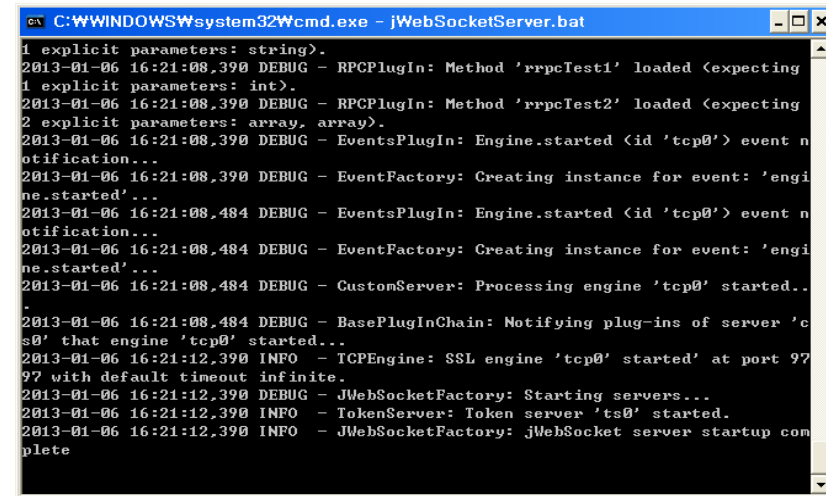 C:₩WINDOWS₩system32₩cmd.exe - jWebSocketServer.bat
1 explicit parameters: string>.
2013-01-06 16:21:08,390 DEBUG - RPCPlugIn: Method 'rrpcTest1' loaded <expecting
1 explicit parameters: int>.
2013-01-06 16:21:08,390 DEBUG - RPCPlugIn: Method 'rrpcTest2' loaded <expecting
2 explicit parameters: array, array>.
2013-01-06 16:21:08,390 DEBUG - EventsPlugIn: Engine.started <id 'tcp0'> event n
otification...
2013-01-06 16:21:08,390 DEBUG - EventFactory: Creating instance for event: 'engi
ne.started'...
2013-01-06 16:21:08,484 DEBUG - EventsPlugIn: Engine.started <id 'tcp0'> event n
otification...
2013-01-06 16:21:08,484 DEBUG - EventFactory: Creating instance for event: 'engi
ne.started'...
2013-01-06 16:21:08,484 DEBUG - CustomServer: Processing engine 'tcp0' started..
.
2013-01-06 16:21:08,484 DEBUG - BasePlugInChain: Notifying plug-ins of server 'c
s0' that engine 'tcp0' started...
2013-01-06 16:21:12,390 INFO  - TCPEngine: SSL engine 'tcp0' started' at port 97
97 with default timeout infinite.
2013-01-06 16:21:12,390 DEBUG - JWebSocketFactory: Starting servers...
2013-01-06 16:21:12,390 INFO  - TokenServer: Token server 'ts0' started.
2013-01-06 16:21:12,390 INFO  - JWebSocketFactory: jWebSocket server startup com
plete